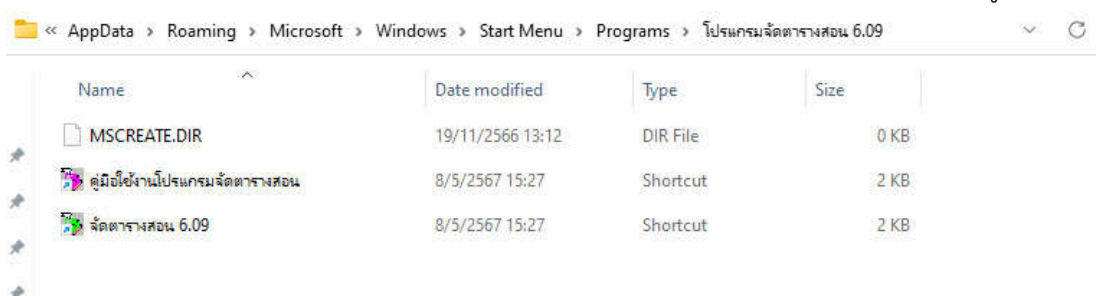 « AppData › Roaming › Microsoft › Windows › Start Menu › Programs › โปรแกรมจัดตารางสอน 6.09
Name Date modified Type Size
MSCREATE.DIR 19/11/2566 13:12 DIR File 0 KB
คู่มือใช้งานโปรแกรมจัดตารางสอน 8/5/2567 15:27 Shortcut 2 KB
จัดตารางสอน 6.09 8/5/2567 15:27 Shortcut 2 KB